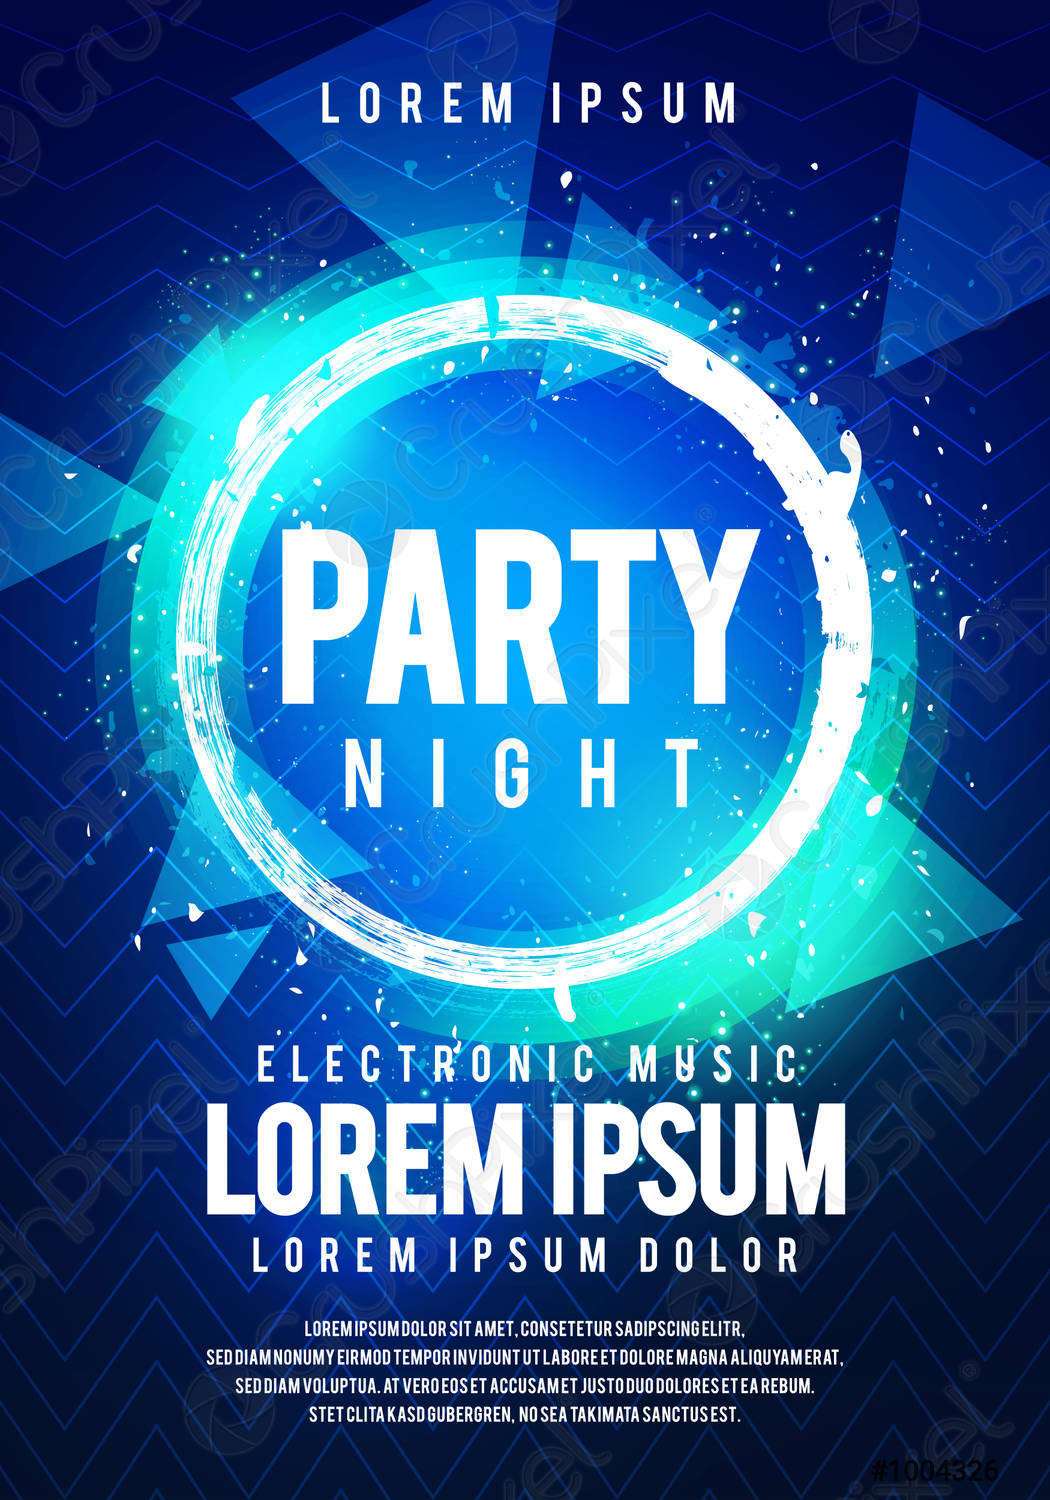 LOREM IPSUM
PARTY
NIGHT
ELECTRONIC MUSIC
LOREM IPSUM
LOREM IPSUM DOLOR
LOREM IPSUM DOLOR SIT AMET, CONSETETUR SADIPSCING ELITR,
SED DIAM NONUMY EIRMOD TEMPOR INVIDUNT UT LABORE ET DOLORE MAGNA ALIQUYAM ERAT,
SED DIAM VOLUPTUA. AT VERO EOS ET ACCUSAM ET JUSTO DUO DOLORES ET EA REBUM.
STET CLITA KASD GUBERGREN, NO SEA TAKIMATA SANCTUS EST.
#1004326